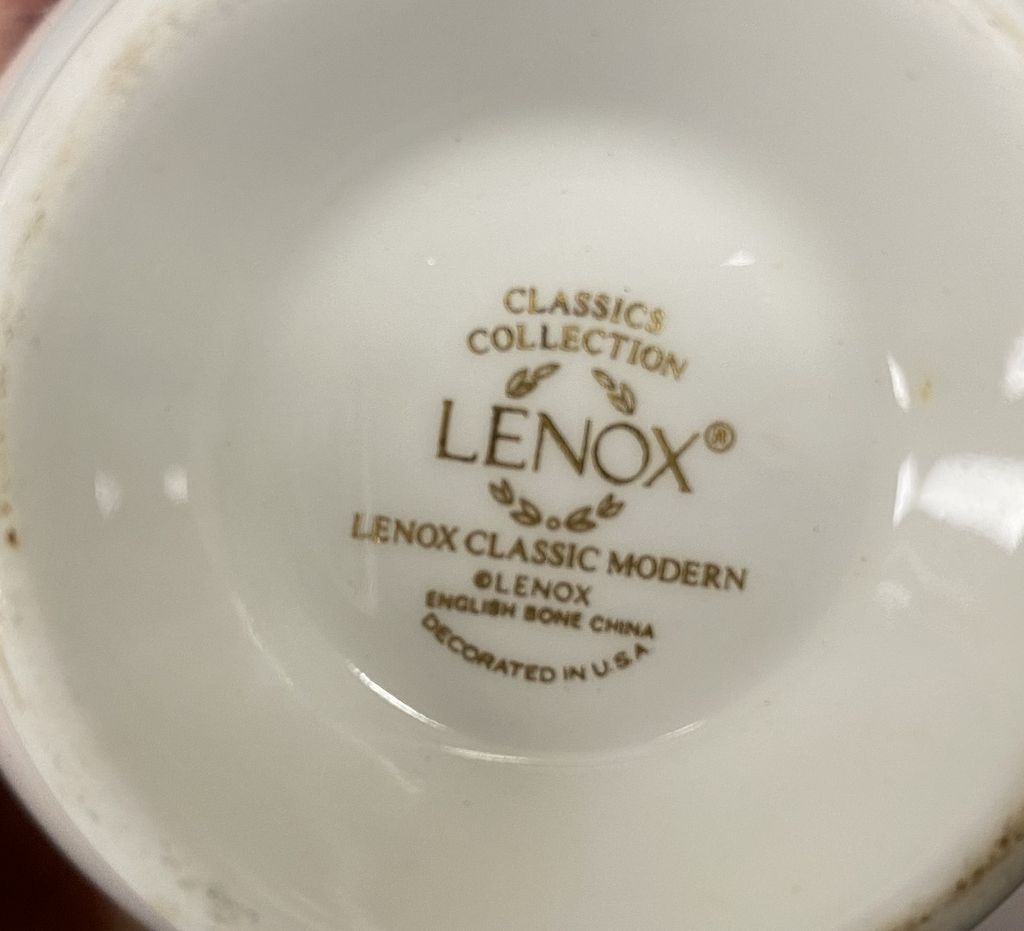 CLASSICS
COLLECTION
LENOX®
LENOX CLASSIC MODERN
©LENOX
ENGLISH BONE CHINA
DECORATED IN U.S.A